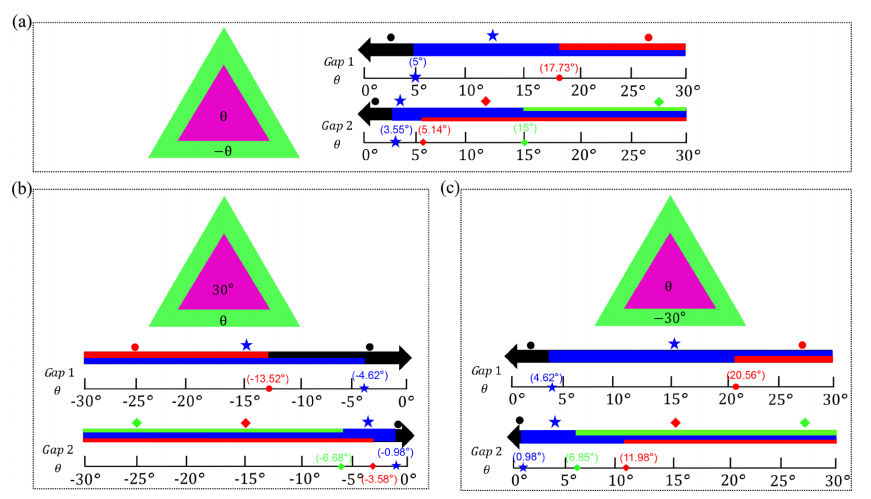 (a)
θ
−θ
Gap 1
(5°)
(17.73°)
θ
0° 5° 10° 15° 20° 25° 30°
Gap 2
(3.55°) (5.14°) (15°)
θ
0° 5° 10° 15° 20° 25° 30°
(b)
30°
θ
Gap 1
(-13.52°) (-4.62°)
θ
-30° -25° -20° -15° -10° -5° 0°
Gap 2
(-6.68°) (-0.98°)
θ
(-3.58°)
-30° -25° -20° -15° -10° -5° 0°
(c)
θ
−30°
Gap 1
(4.62°) (20.56°)
θ
0° 5° 10° 15° 20° 25° 30°
Gap 2
(0.98°) (6.85°) (11.98°)
θ
0° 5° 10° 15° 20° 25° 30°